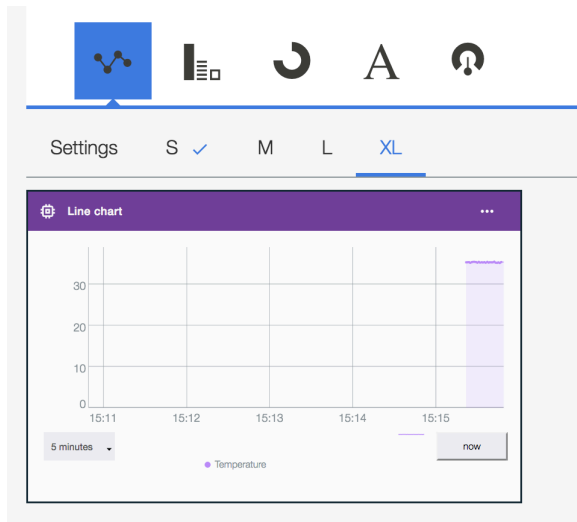 A
Settings
S
M
L
XL
Line chart
30
20
10
0
15:11
15:12
15:13
15:14
15:15
5 minutes
now
Temperature